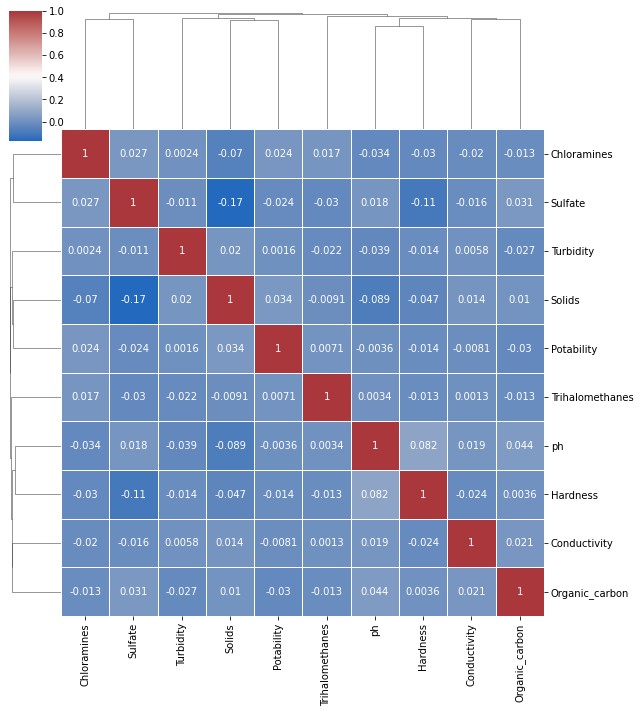 1.0
0.8
0.6
0.4
0.2
0.0
1 0.027 0.0024 -0.07 0.024 0.017 -0.034 -0.03 -0.02 -0.013 Chloramines
0.027 1 -0.011 -0.17 -0.024 -0.03 0.018 -0.11 -0.016 0.031 Sulfate
0.0024 -0.011 1 0.02 0.0016 -0.022 -0.039 -0.014 0.0058 -0.027 Turbidity
-0.07 -0.17 0.02 1 0.034 -0.0091 -0.089 -0.047 0.014 0.01 Solids
0.024 -0.024 0.0016 0.034 1 0.0071 -0.0036 -0.014 -0.0081 -0.03 Potability
0.017 -0.03 -0.022 -0.0091 0.0071 1 0.0034 -0.013 0.0013 -0.013 Trihalomethanes
-0.034 0.018 -0.039 -0.089 -0.0036 0.0034 1 0.082 0.019 0.044 ph
-0.03 -0.11 -0.014 -0.047 -0.014 -0.013 0.082 1 -0.024 0.0036 Hardness
-0.02 -0.016 0.0058 0.014 -0.0081 0.0013 0.019 -0.024 1 0.021 Conductivity
-0.013 0.031 -0.027 0.01 -0.03 -0.013 0.044 0.0036 0.021 1 Organic_carbon
Chloramines
Sulfate
Turbidity
Solids
Potability
Trihalomethanes
ph
Hardness
Conductivity
Organic_carbon